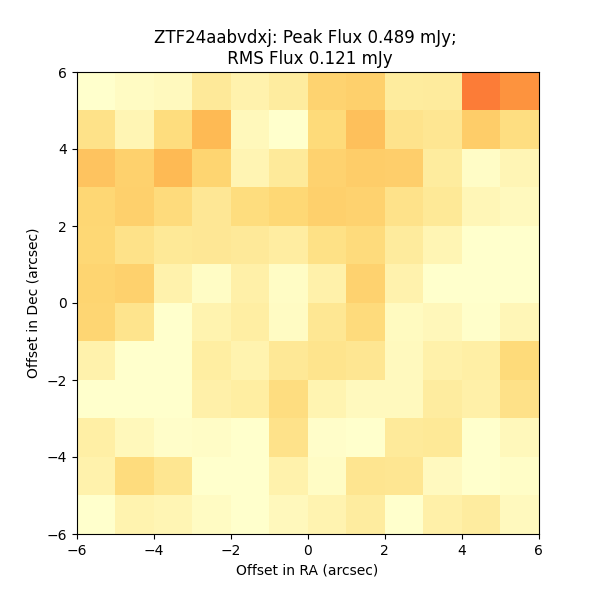 ZTF24aabvdxj: Peak Flux 0.489 mJy;
RMS Flux 0.121 mJy
6
4
2
0
−2
−4
−6
Offset in Dec (arcsec)
−6 −4 −2 0 2 4 6
Offset in RA (arcsec)